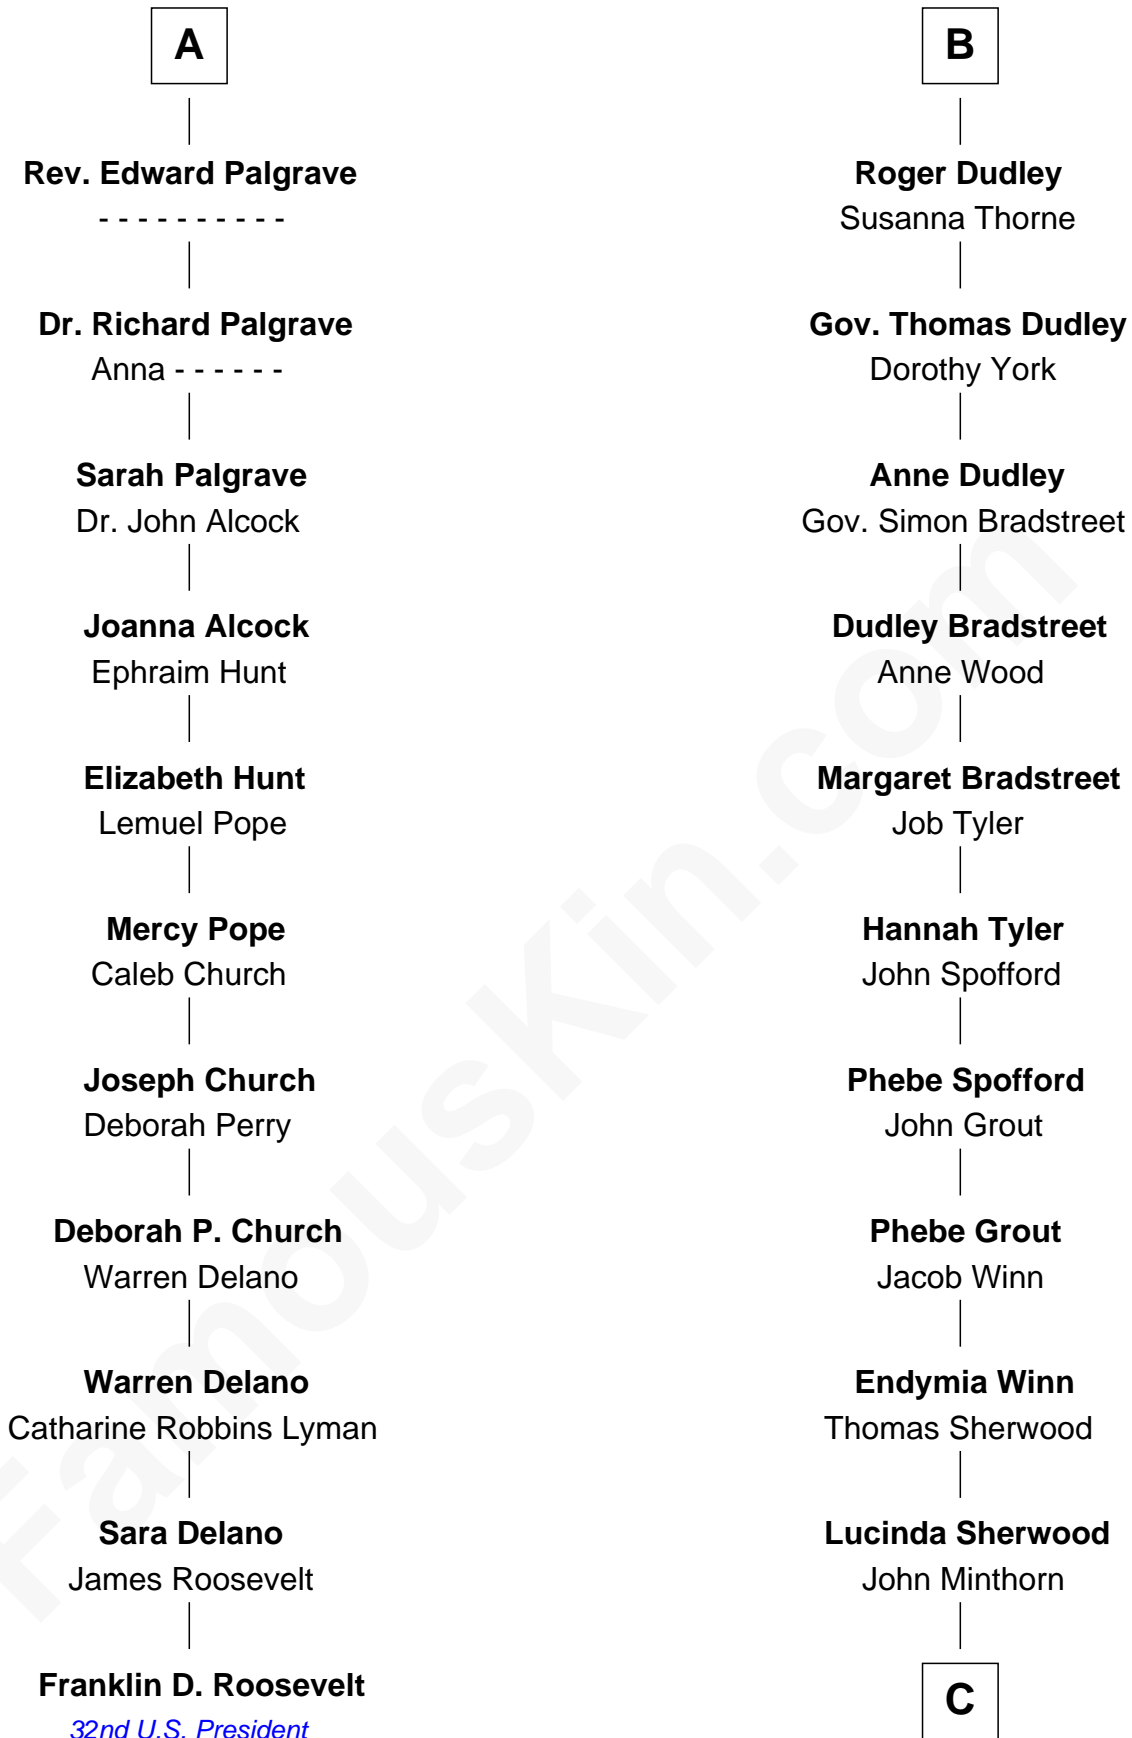 A
Rev. Edward Palgrave
- - - - - - - - - -
Dr. Richard Palgrave
Anna - - - - - -
Sarah Palgrave
Dr. John Alcock
Joanna Alcock
Ephraim Hunt
Elizabeth Hunt
Lemuel Pope
Mercy Pope
Caleb Church
Joseph Church
Deborah Perry
Deborah P. Church
Warren Delano
Warren Delano
Catharine Robbins Lyman
Sara Delano
James Roosevelt
Franklin D. Roosevelt
32nd U.S. President
B
Roger Dudley
Susanna Thorne
Gov. Thomas Dudley
Dorothy York
Anne Dudley
Gov. Simon Bradstreet
Dudley Bradstreet
Anne Wood
Margaret Bradstreet
Job Tyler
Hannah Tyler
John Spofford
Phebe Spofford
John Grout
Phebe Grout
Jacob Winn
Endymia Winn
Thomas Sherwood
Lucinda Sherwood
John Minthorn
C
FamousKin.com